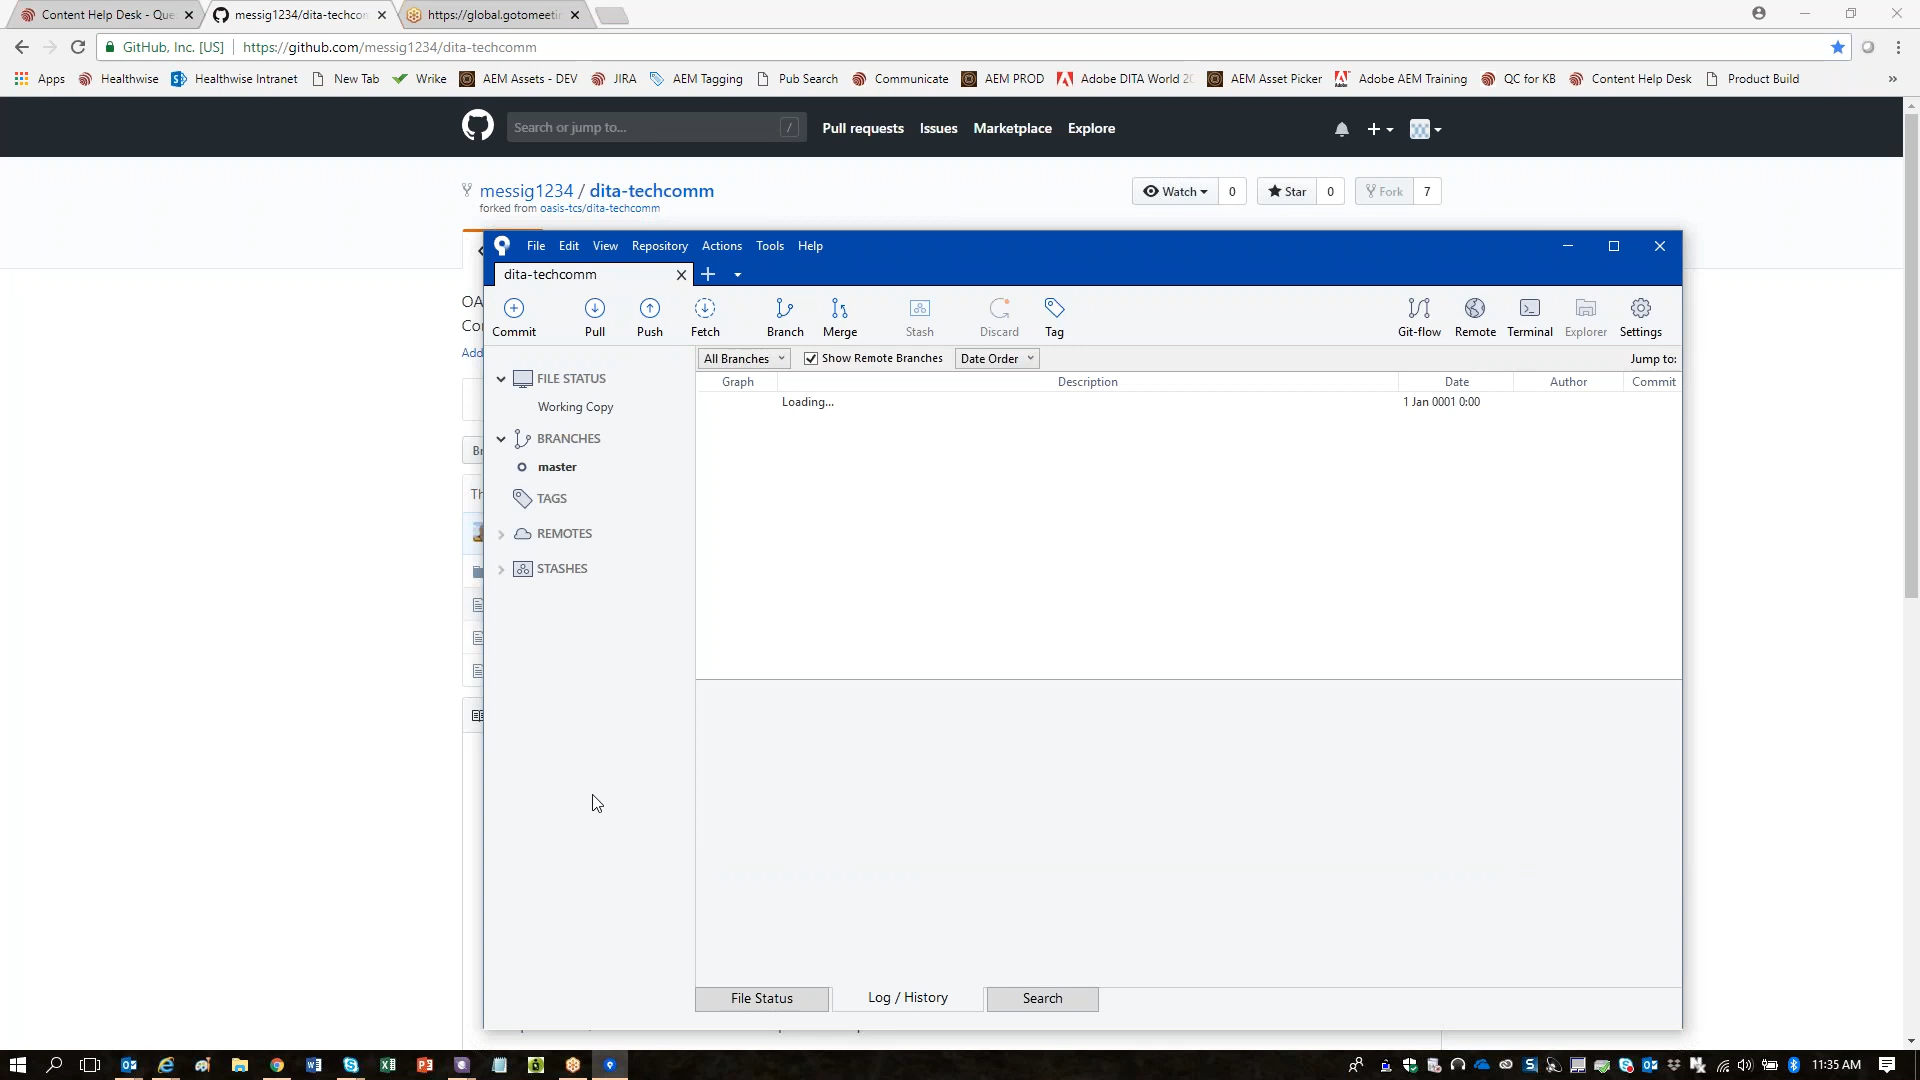 Content Help Desk - Que
messig1234/dita-techcom
https://global.gotomeetin
GitHub, Inc. [US]
https://github.com/messig1234/dita-techcomm
Apps
Healthwise
Healthwise Intranet
New Tab
Wrike
AEM Assets - DEV
JIRA
AEM Tagging
Pub Search
Communicate
AEM PROD
Adobe DITA World 20
AEM Asset Picker
Adobe AEM Training
QC for KB
Content Help Desk
Product Build
»
Search or jump to...
/
Pull requests
Issues
Marketplace
Explore
messig1234 / dita-techcomm
Watch
0
Star
0
Fork
7
forked from oasis-tcs/dita-techcomm
File
Edit
View
Repository
Actions
Tools
Help
dita-techcomm
OA
Co
Add
Br
Th
Commit
Pull
Push
Fetch
Branch
Merge
Stash
Discard
Tag
Git-flow
Remote
Terminal
Explorer
Settings
All Branches
Show Remote Branches
Date Order
Jump to:
Graph
Description
Date
Author
Commit
Loading...
1 Jan 0001 0:00
FILE STATUS
Working Copy
BRANCHES
master
TAGS
REMOTES
STASHES
File Status
Log / History
Search
11:35 AM